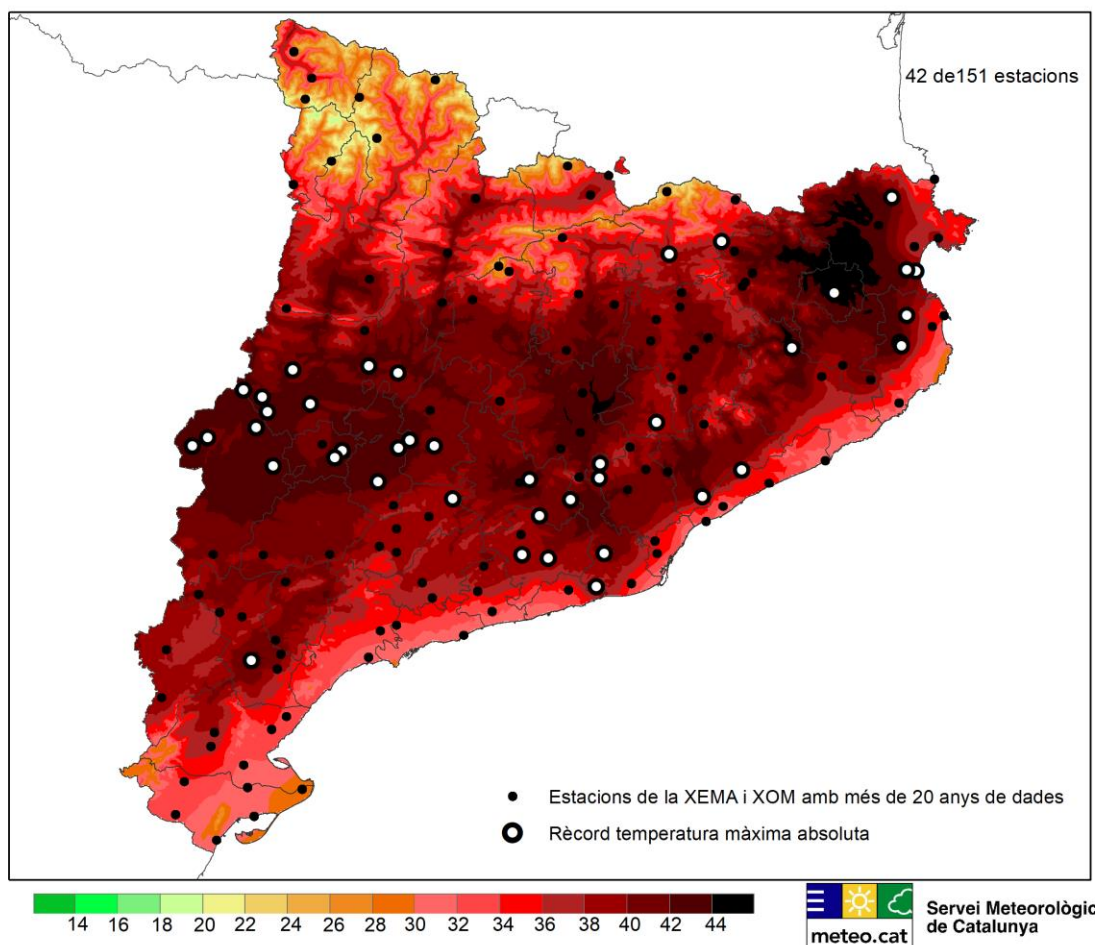 42 de151 estacions
Estacions de la XEMA i XOM amb més de 20 anys de dades
Rècord temperatura màxima absoluta
14 16 18 20 22 24 26 28 30 32 34 36 38 40 42 44
meteo.cat
Servei Meteorològic
de Catalunya